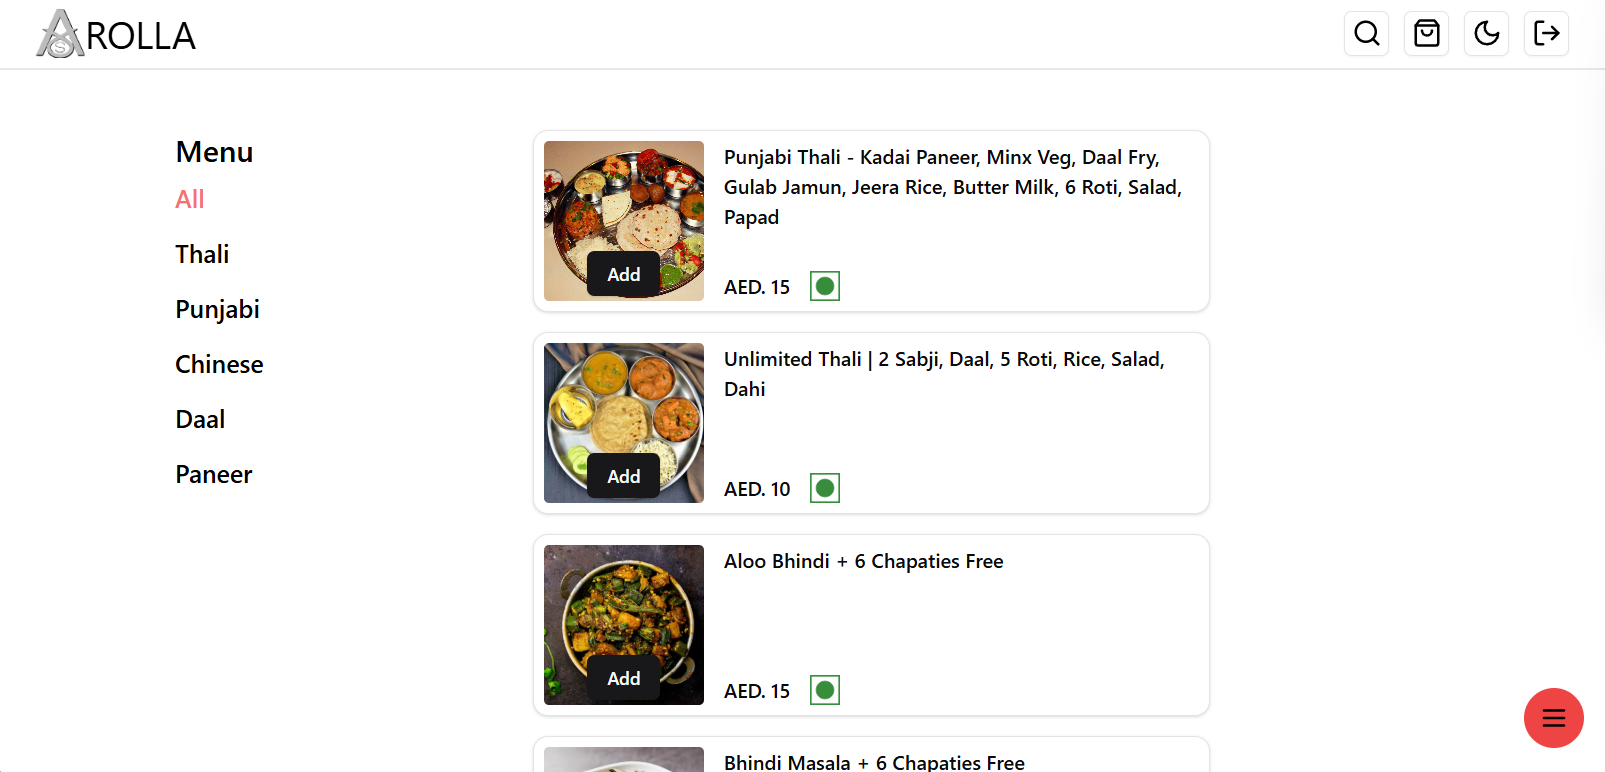 AROLLA
Menu
All
Thali
Punjabi
Chinese
Daal
Paneer
Punjabi Thali - Kadai Paneer, Minx Veg, Daal Fry,
Gulab Jamun, Jeera Rice, Butter Milk, 6 Roti, Salad,
Papad
Add
AED. 15
Unlimited Thali | 2 Sabji, Daal, 5 Roti, Rice, Salad,
Dahi
Add
AED. 10
Aloo Bhindi + 6 Chapaties Free
Add
AED. 15
Bhindi Masala + 6 Chapaties Free